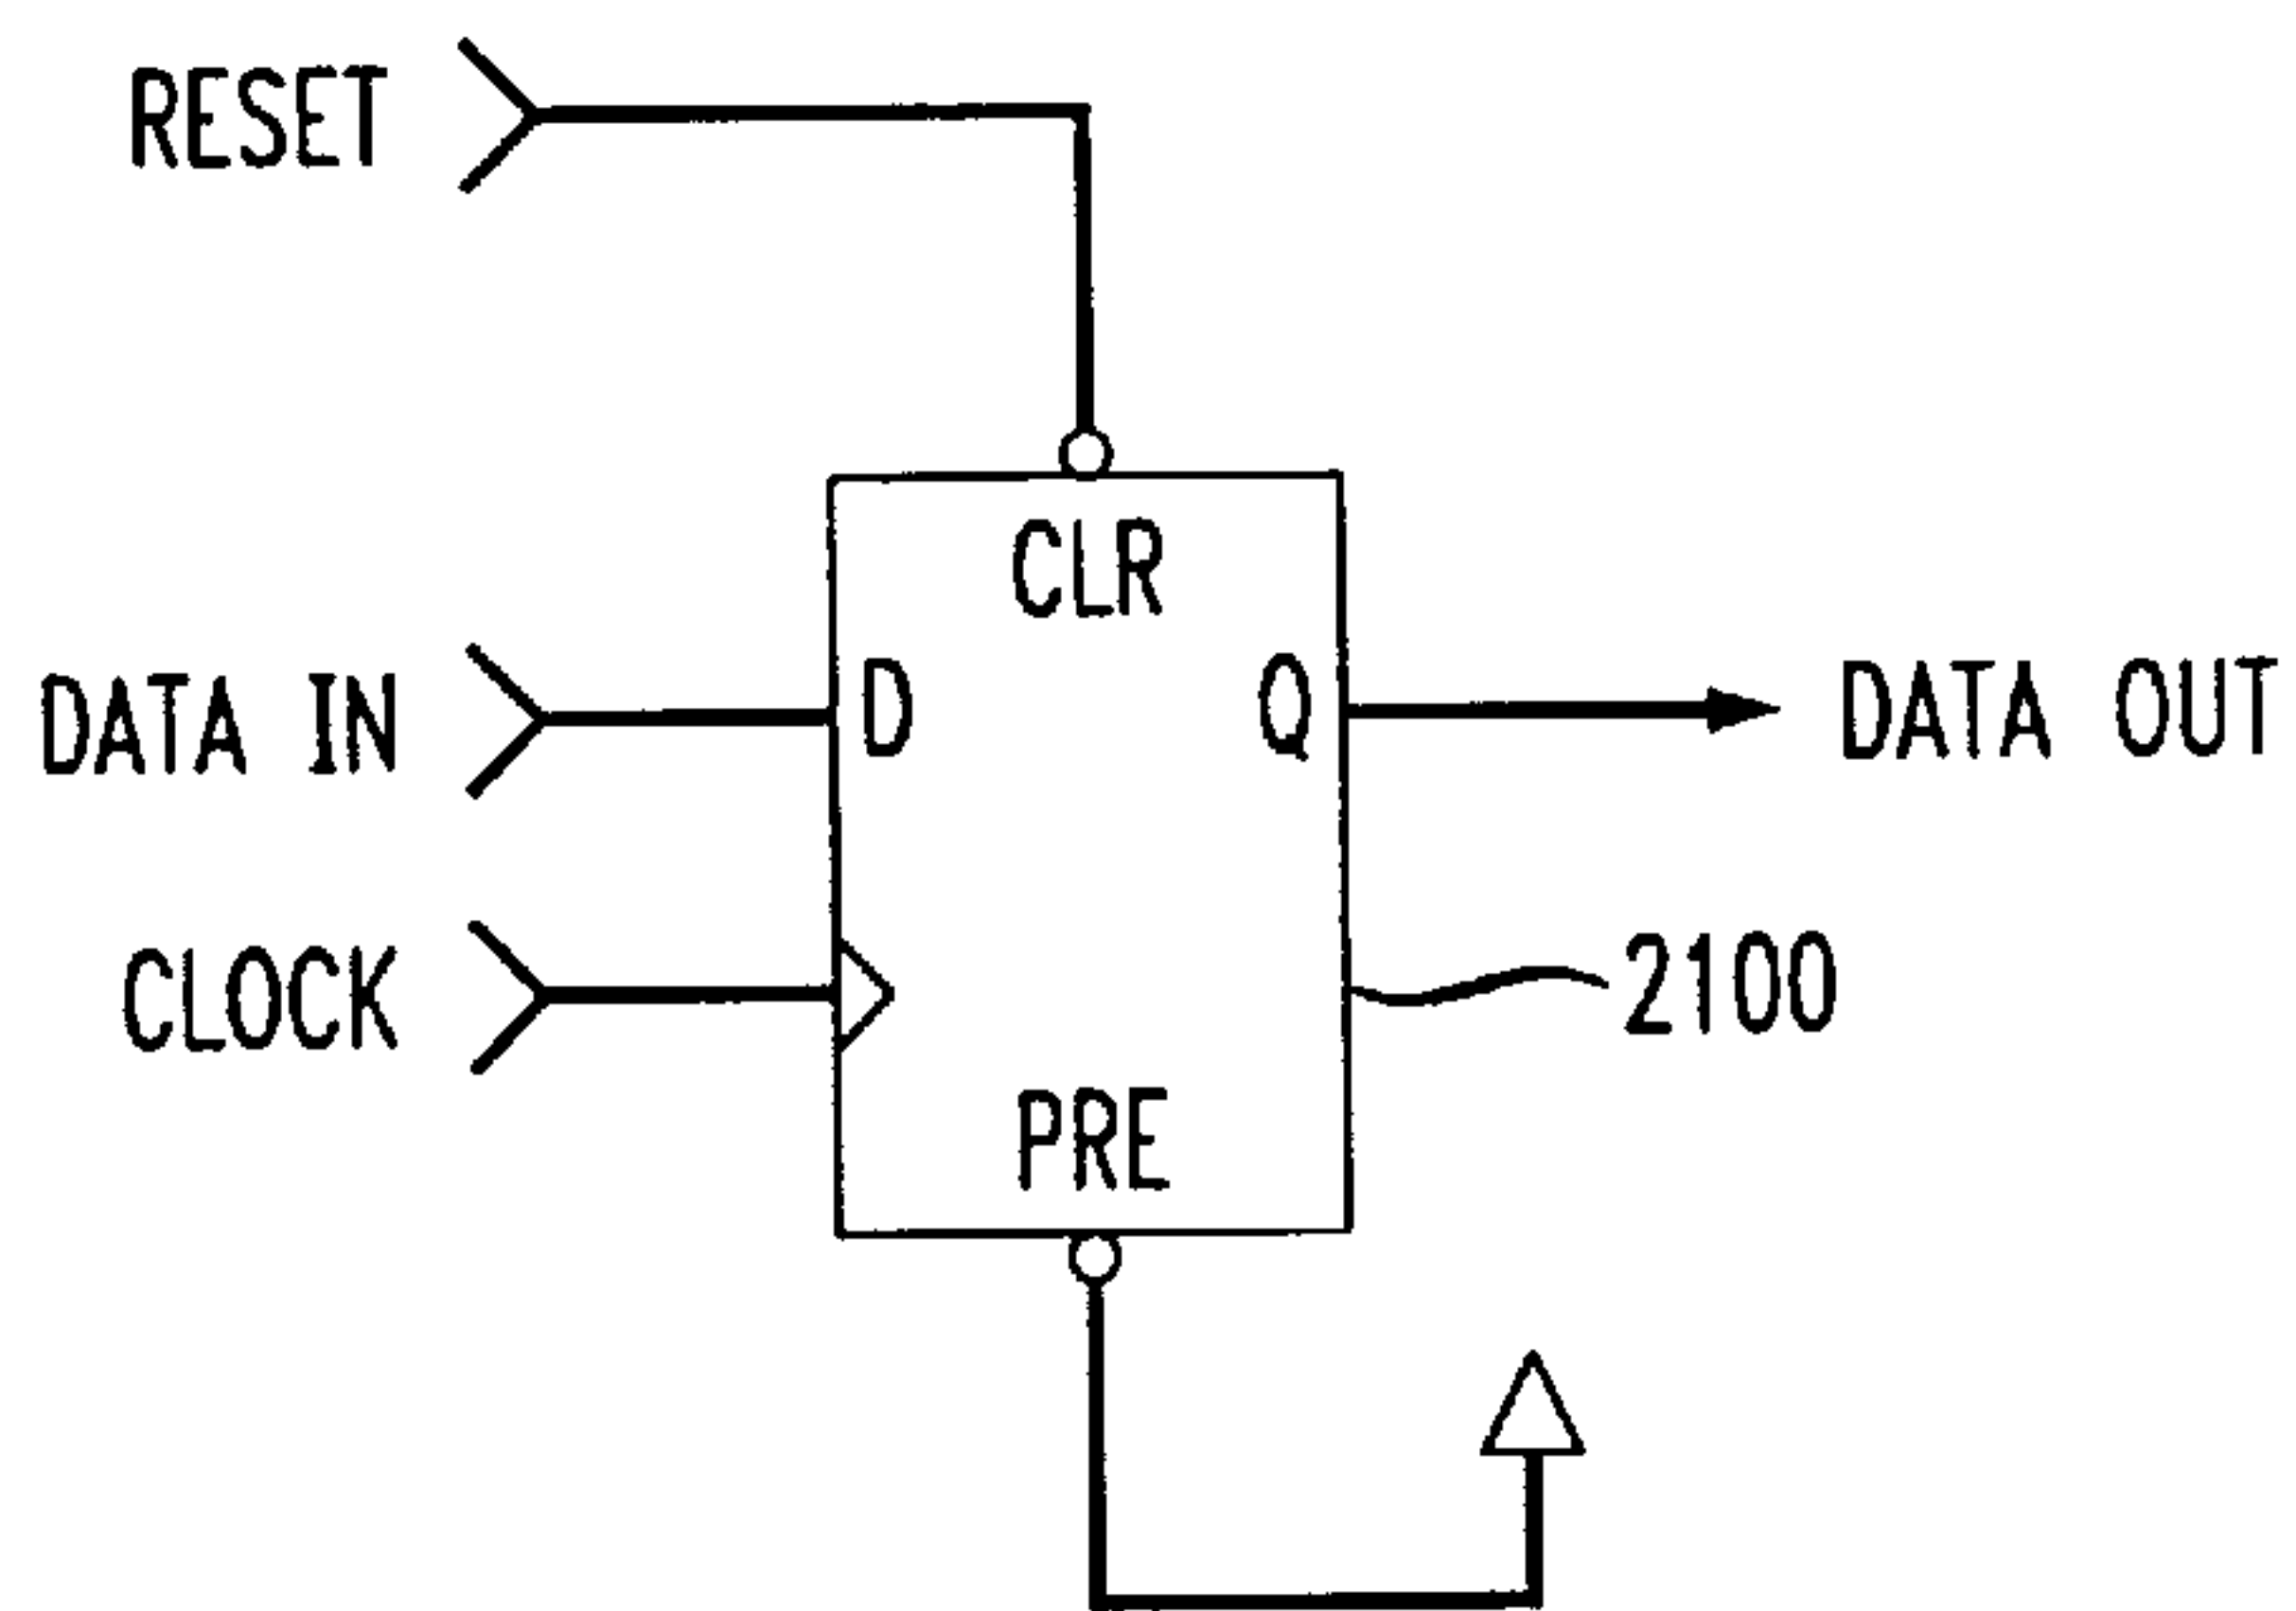 RESET
CLR
DATA IN
D
Q
DATA OUT
CLOCK
2100
PRE